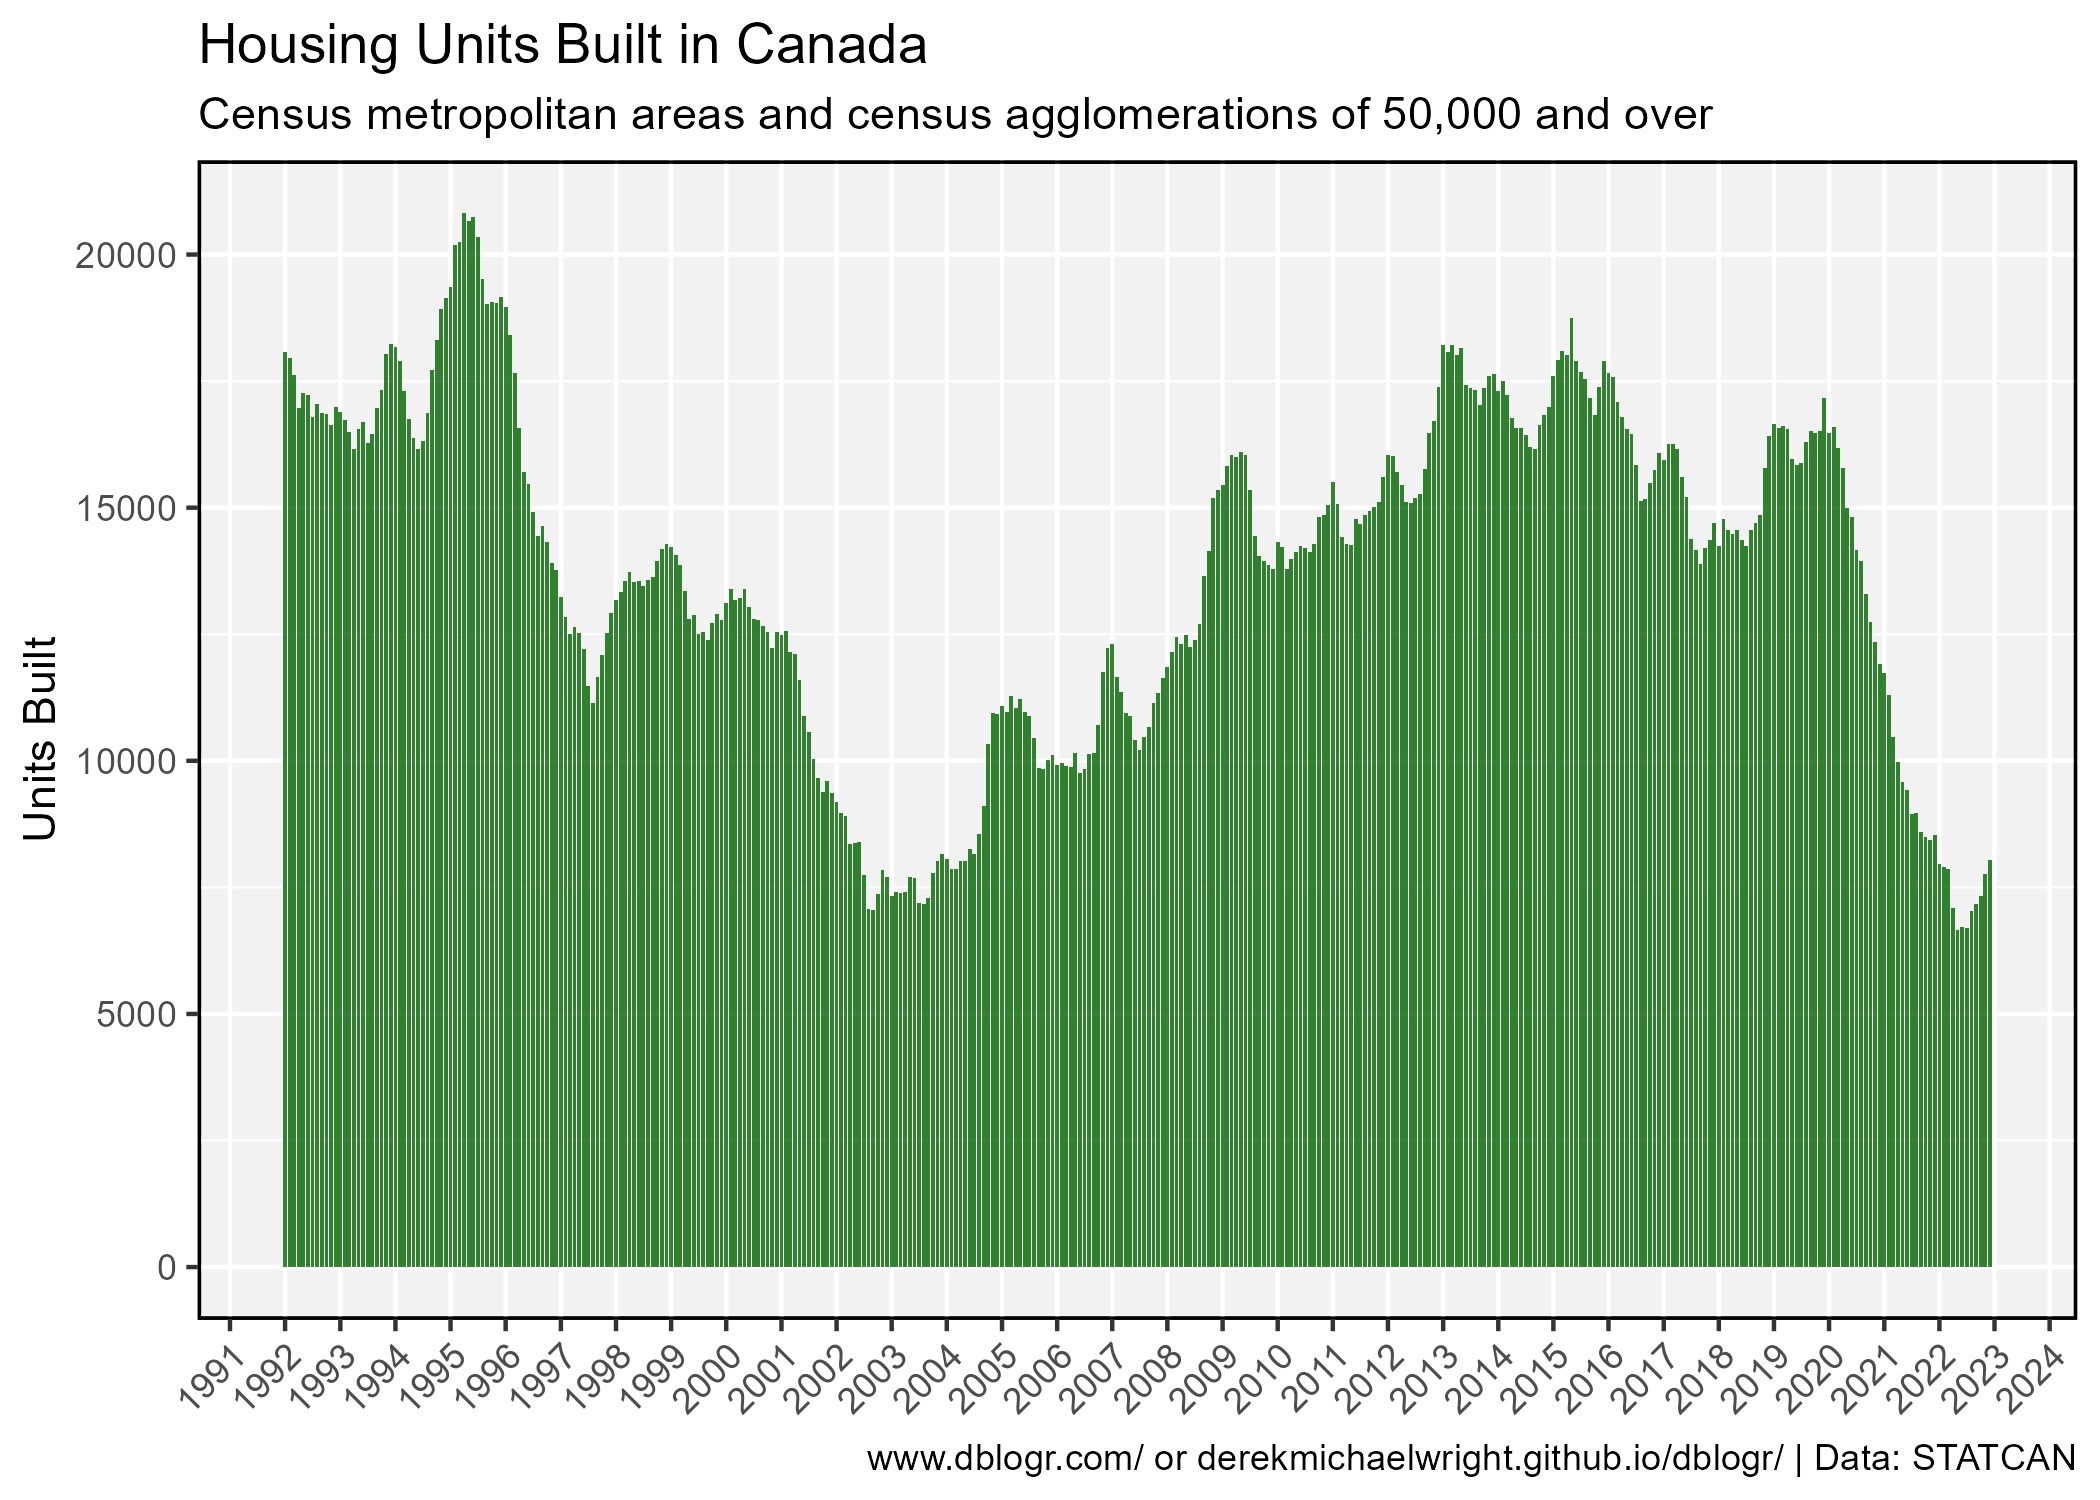 Housing Units Built in Canada
Census metropolitan areas and census agglomerations of 50,000 and over
Units Built
20000
15000
10000
5000
0
1991 1992 1993 1994 1995 1996 1997 1998 1999 2000 2001 2002 2003 2004 2005 2006 2007 2008 2009 2010 2011 2012 2013 2014 2015 2016 2017 2018 2019 2020 2021 2022 2023 2024
www.dblogr.com/ or derekmichaelwright.github.io/dblogr/ | Data: STATCAN